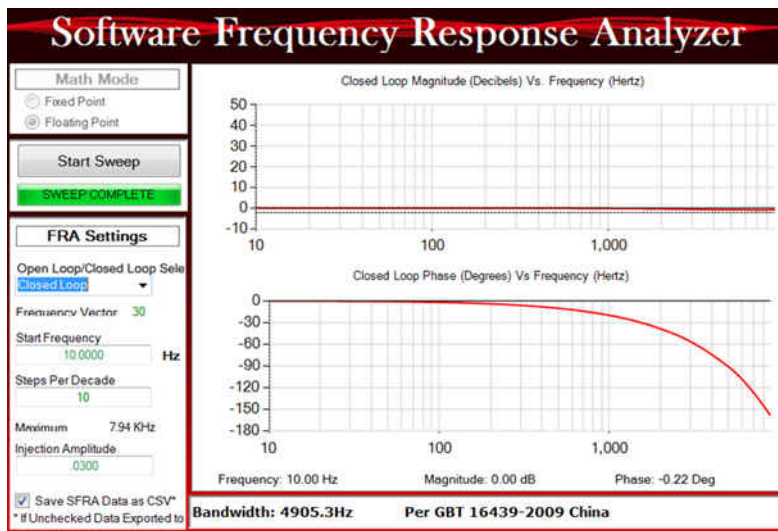 Software Frequency Response Analyzer
Math Mode
Fixed Point
Floating Point
Start Sweep
SWEEP COMPLETE
FRA Settings
Open Loop/Closed Loop Sele
Closed Loop
Frequency Vector 30
Start Frequency
10.0000 Hz
Steps Per Decade
10
Maximum 7.94 KHz
Injection Amplitude
.0300
Save SFRA Data as CSV*
* If Unchecked Data Exported to
Closed Loop Magnitude (Decibels) Vs. Frequency (Hertz)
50
40
30
20
10
0
-10
10 100 1,000
Closed Loop Phase (Degrees) Vs Frequency (Hertz)
0
-30
-60
-90
-120
-150
-180
10 100 1,000
Frequency: 10.00 Hz Magnitude: 0.00 dB Phase: -0.22 Deg
Bandwidth: 4905.3Hz Per GBT 16439-2009 China